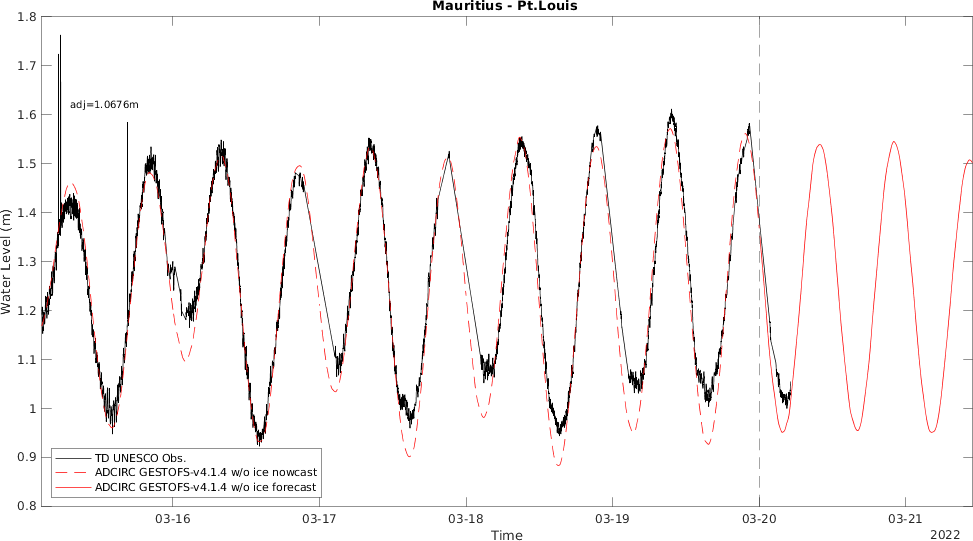 Mauritius - Pt.Louis
1.8
1.7
1.6
1.5
1.4
1.3
1.2
1.1
1
0.9
0.8
Water Level (m)
adj=1.0676m
TD UNESCO Obs.
ADCIRC GESTOFS-v4.1.4 w/o ice nowcast
ADCIRC GESTOFS-v4.1.4 w/o ice forecast
03-16 03-17 03-18 03-19 03-20 03-21
Time
2022